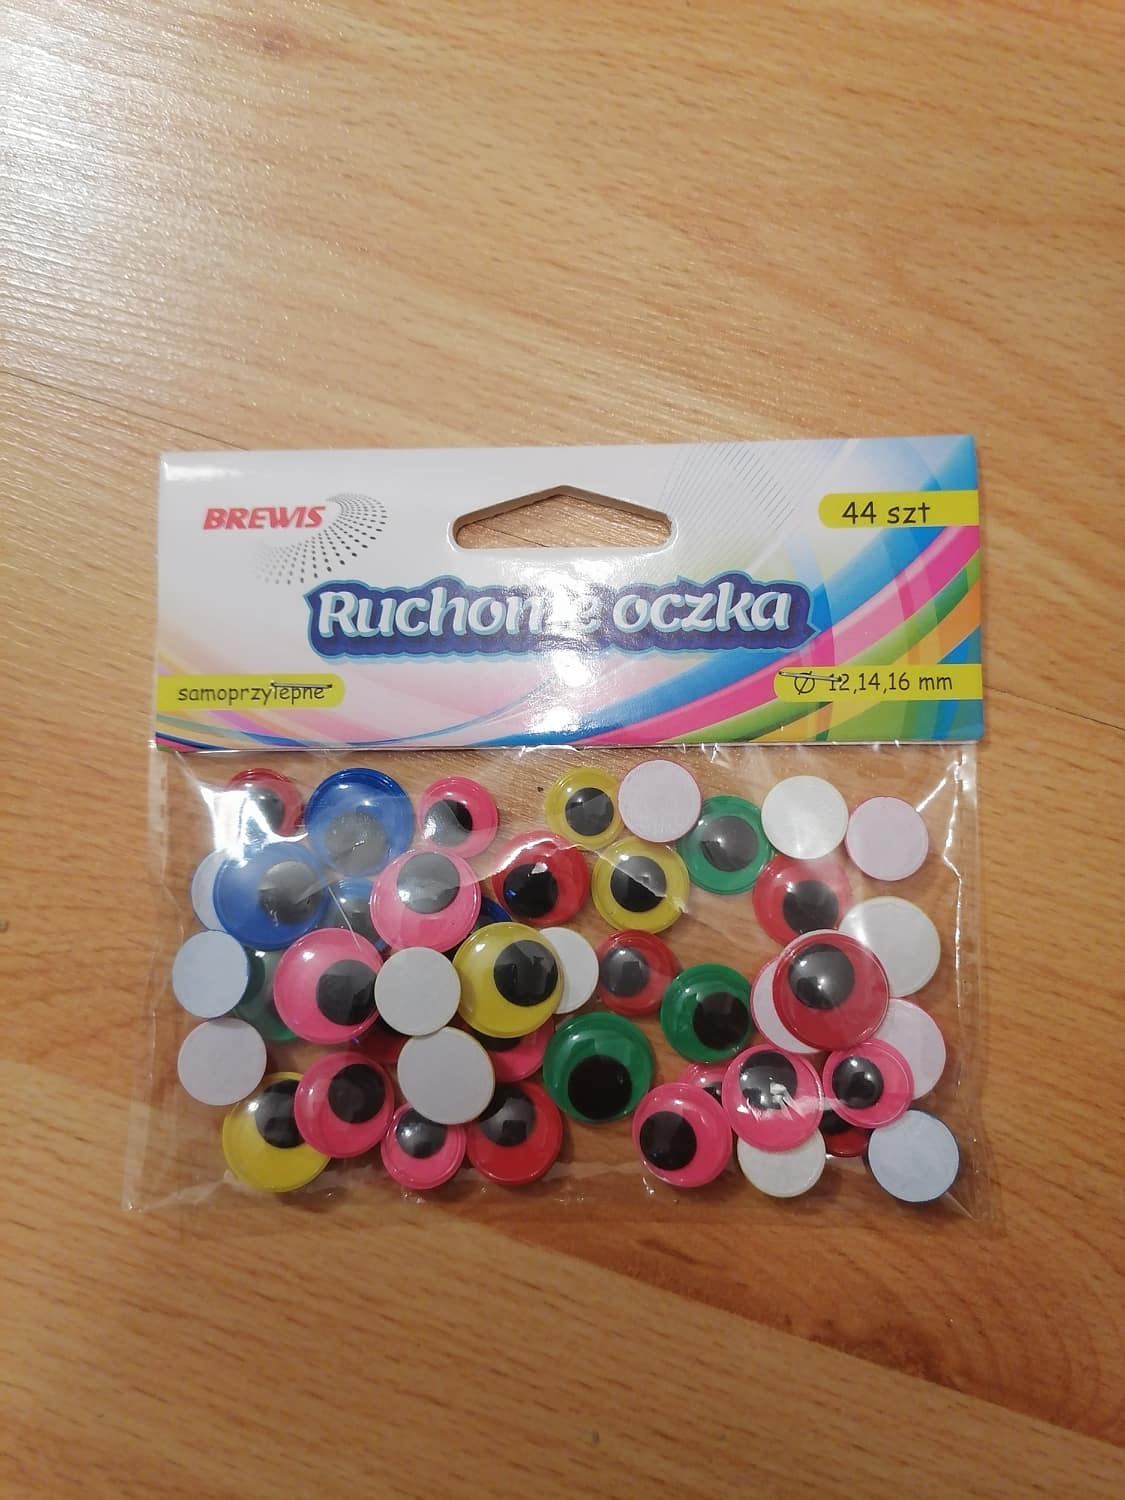 BREWIS
44 szt
Ruchome oczka
samoprzylepne
Ø 12,14,16 mm